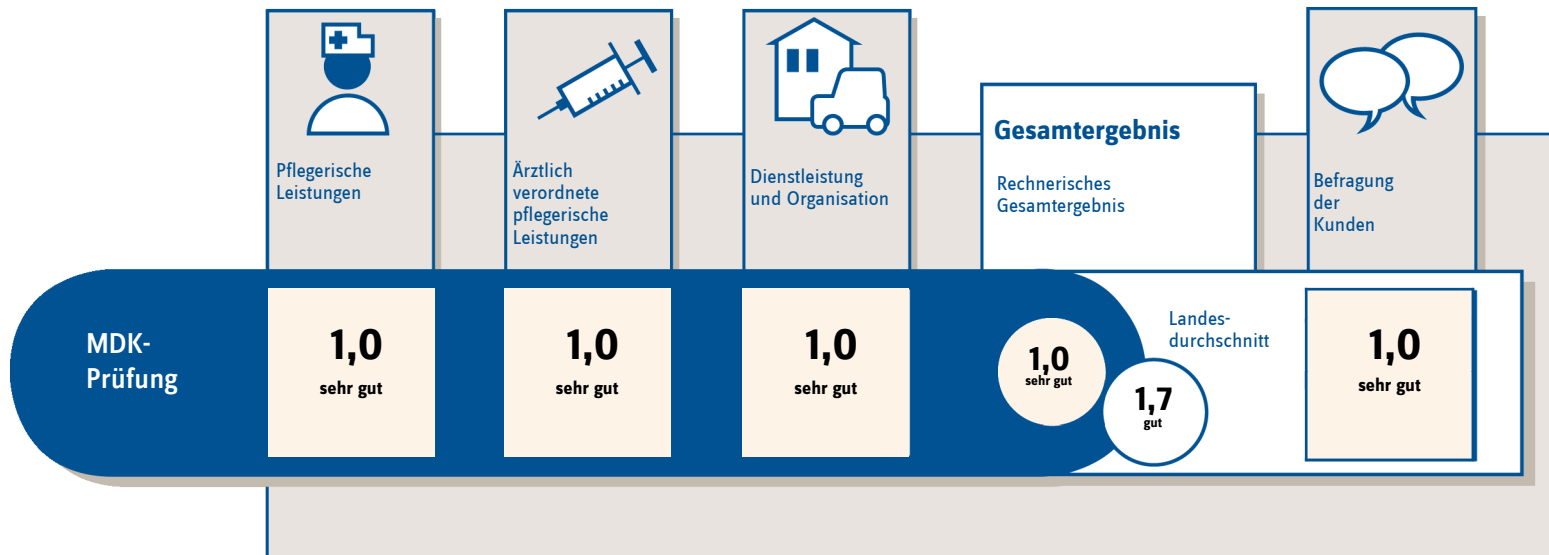 Pflegerische
Leistungen
Ärztlich
verordnete
pflegerische
Leistungen
Dienstleistung
und Organisation
Gesamtergebnis
Rechnerisches
Gesamtergebnis
Befragung
der
Kunden
MDK-
Prüfung
1,0
sehr gut
1,0
sehr gut
1,0
sehr gut
1,0
sehr gut
Landes-
durchschnitt
1,7
gut
1,0
sehr gut